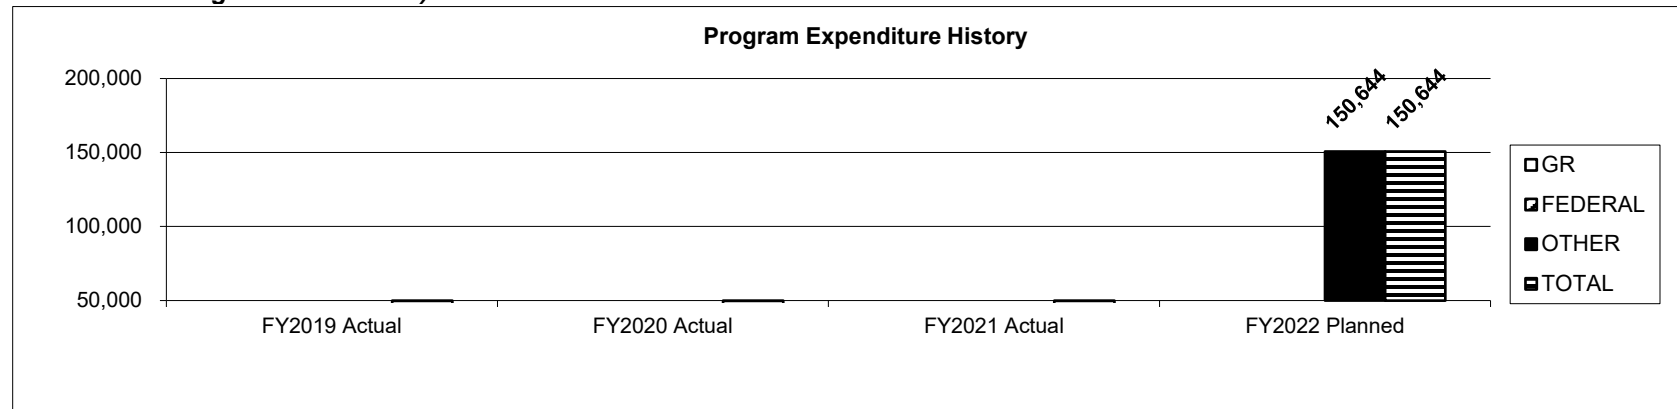 Program Expenditure History
200,000
150,000
100,000
50,000
150,644
150,644
FY2019 Actual
FY2020 Actual
FY2021 Actual
FY2022 Planned
GR
FEDERAL
OTHER
TOTAL